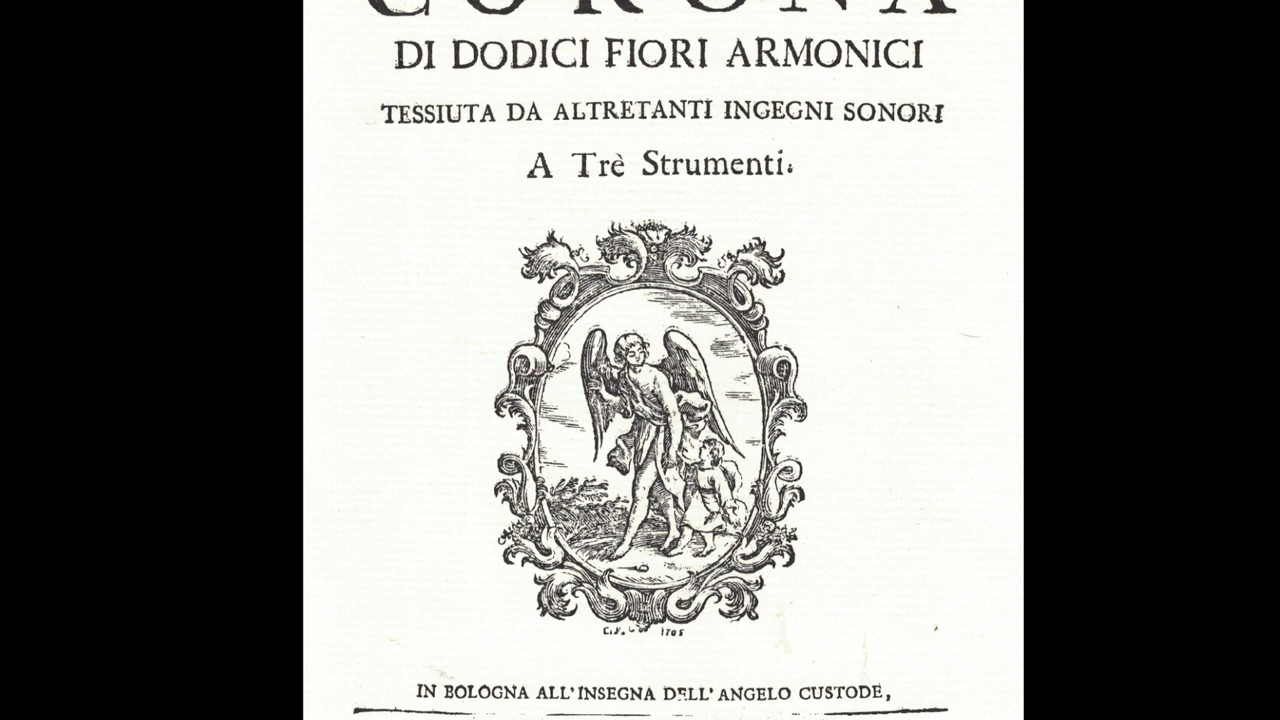 CORONA
DI DODICI FIORI ARMONICI
TESSIUTA DA ALTRETANTI INGEGNI SONORI
A Trè Strumenti.
C.F. 1705
IN BOLOGNA ALL'INSEGNA DELL'ANGELO CUSTODE,